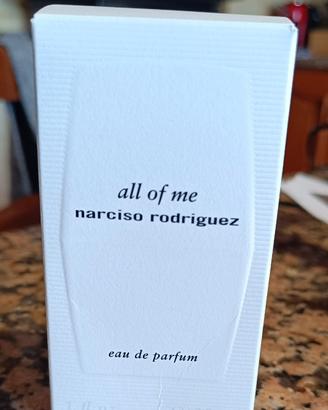 all of me
narciso rodriguez
eau de parfum